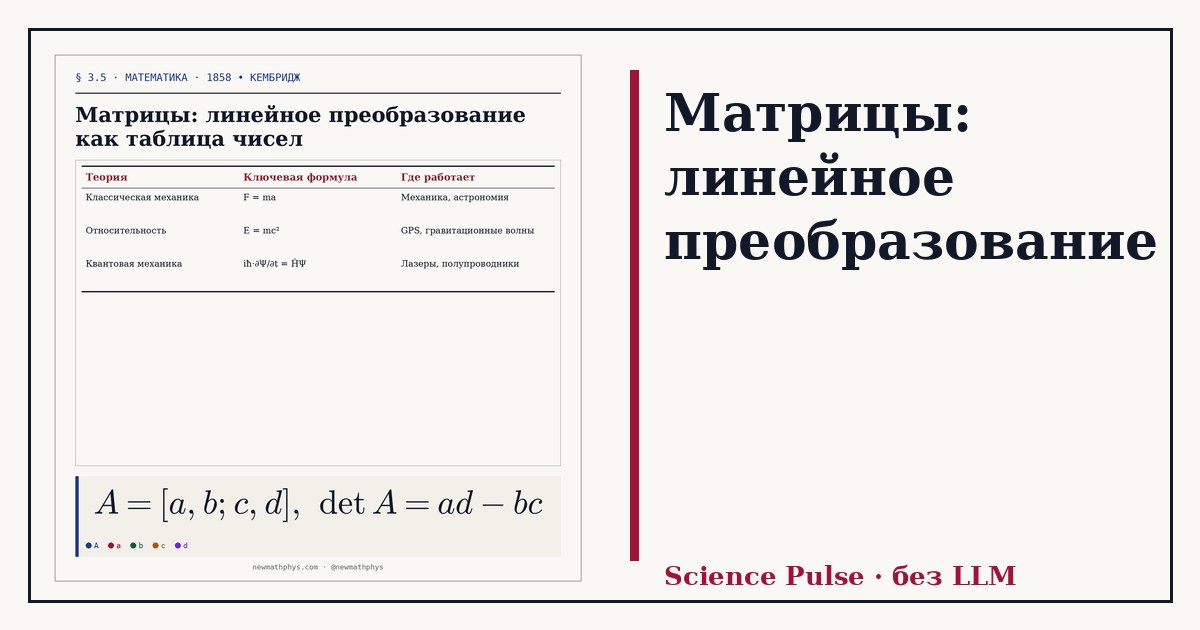 § 3.5 · МАТЕМАТИКА · 1858 • КЕМБРИДЖ
Матрицы: линейное преобразование
как таблица чисел
Теория Ключевая формула Где работает
Классическая механика F = ma Механика, астрономия
Относительность E = mc² GPS, гравитационные волны
Квантовая механика iħ·∂Ψ/∂t = ĤΨ Лазеры, полупроводники
A = [a, b; c, d], det A = ad − bc
A a b c d
newmathphys.com · @newmathphys
Матрицы:
линейное
преобразование
Science Pulse · без LLM